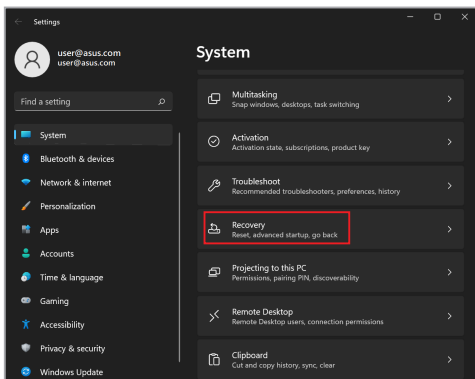 Settings
user@asus.com
user@asus.com
Find a setting
System
Bluetooth & devices
Network & internet
Personalization
Apps
Accounts
Time & language
Gaming
Accessibility
Privacy & security
Windows Update
System
Multitasking
Snap windows, desktops, task switching
Activation
Activation state, subscriptions, product key
Troubleshoot
Recommended troubleshooters, preferences, history
Recovery
Reset, advanced startup, go back
Projecting to this PC
Permissions, pairing PIN, discoverability
Remote Desktop
Remote Desktop users, connection permissions
Clipboard
Cut and copy history, sync, clear